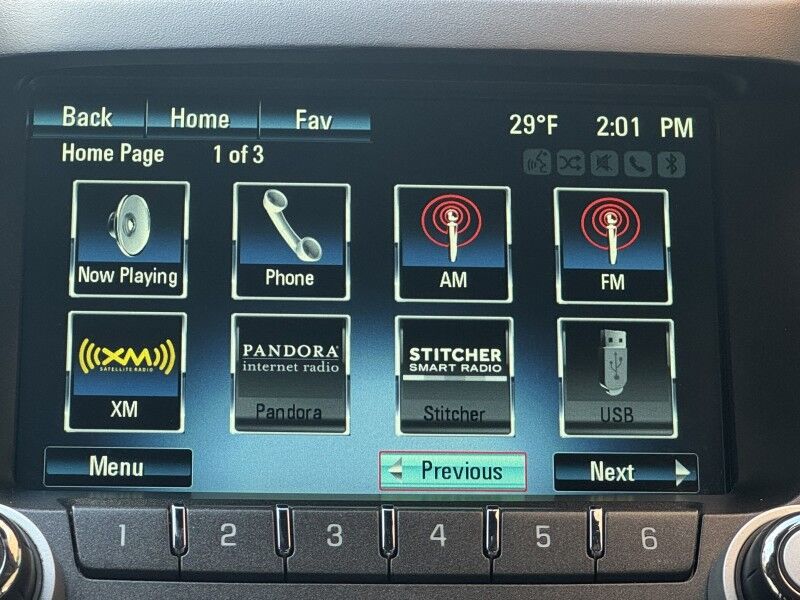 Back Home Fav 29°F 2:01 PM
Home Page 1 of 3
Now Playing Phone AM FM
XM
SATELLITE RADIO
XM
PANDORA
internet radio
Pandora
STITCHER
SMART RADIO
Stitcher
USB
Menu Previous Next
1 2 3 4 5 6